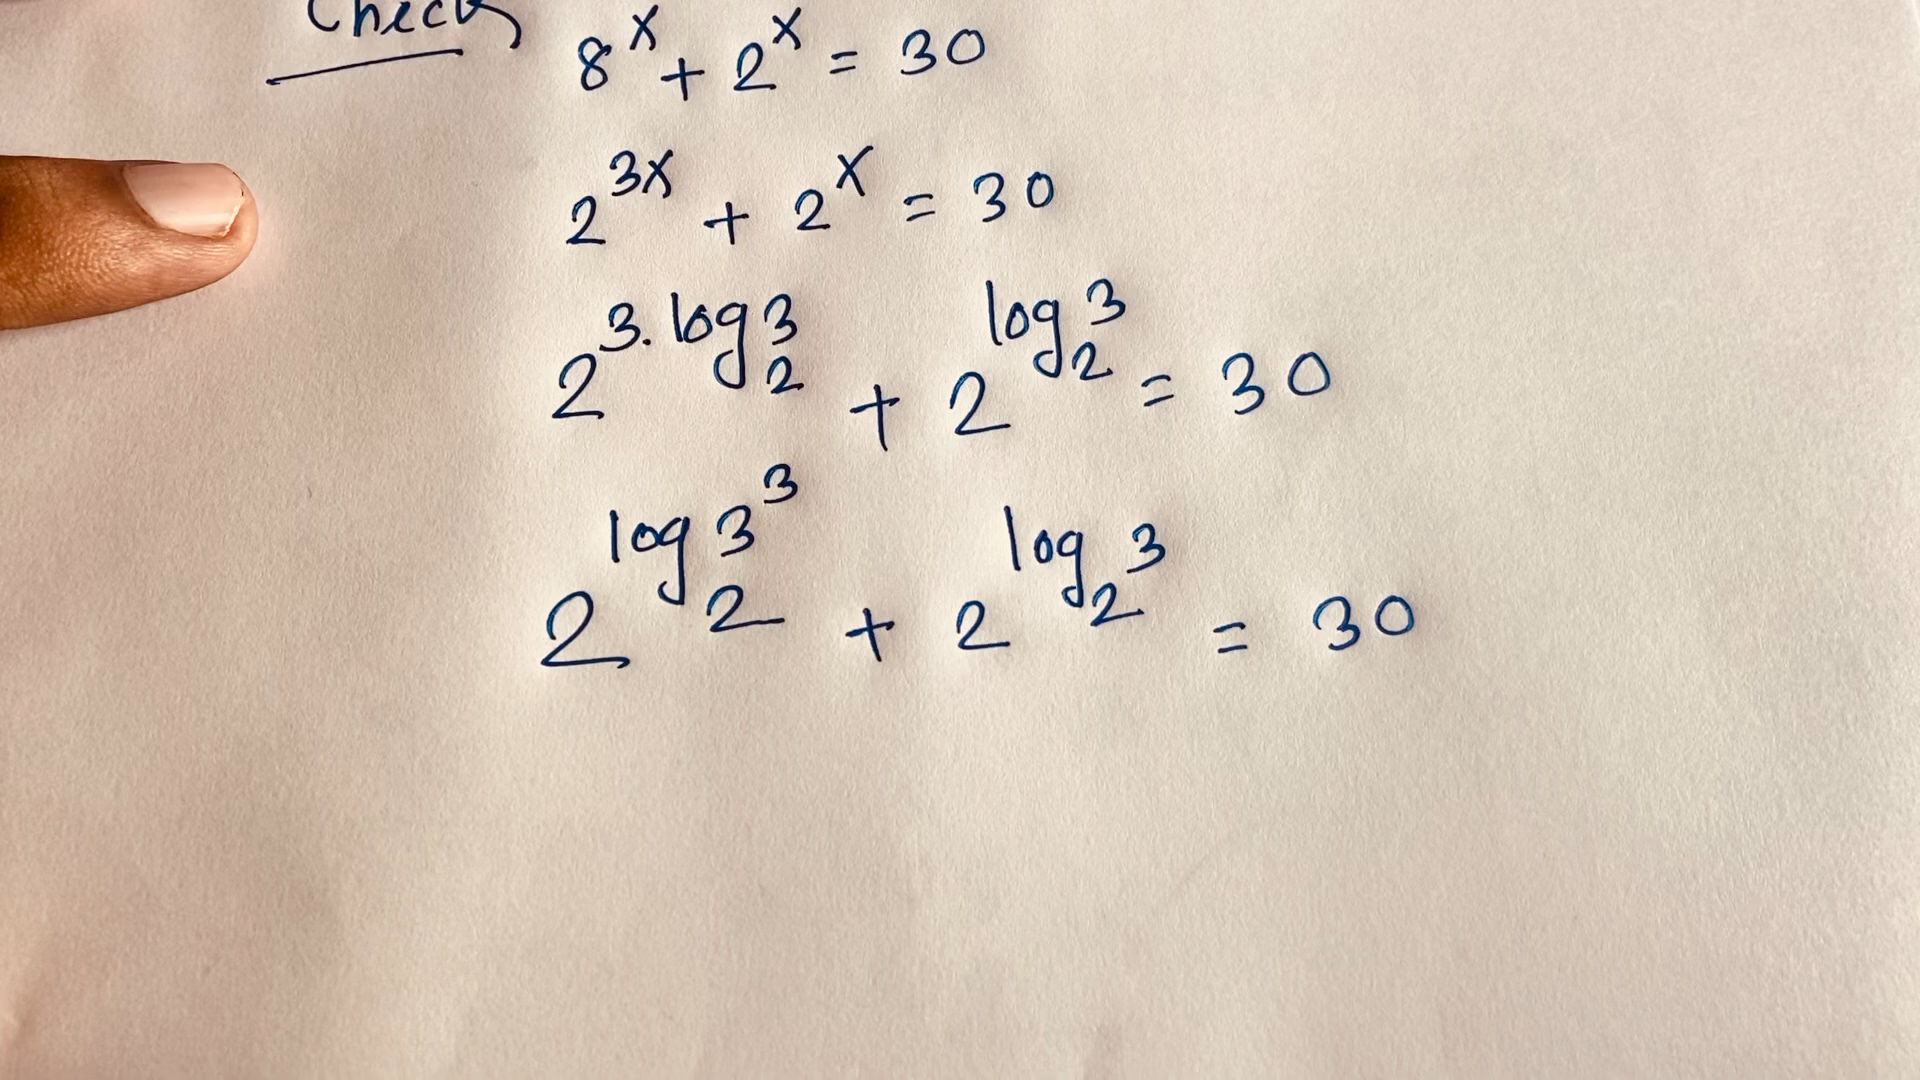 Check
8^x + 2^x = 30
2^{3x} + 2^x = 30
2^{3.log_2 3} + 2^{log_2 3} = 30
2^{log_2 3^3} + 2^{log_2 3} = 30